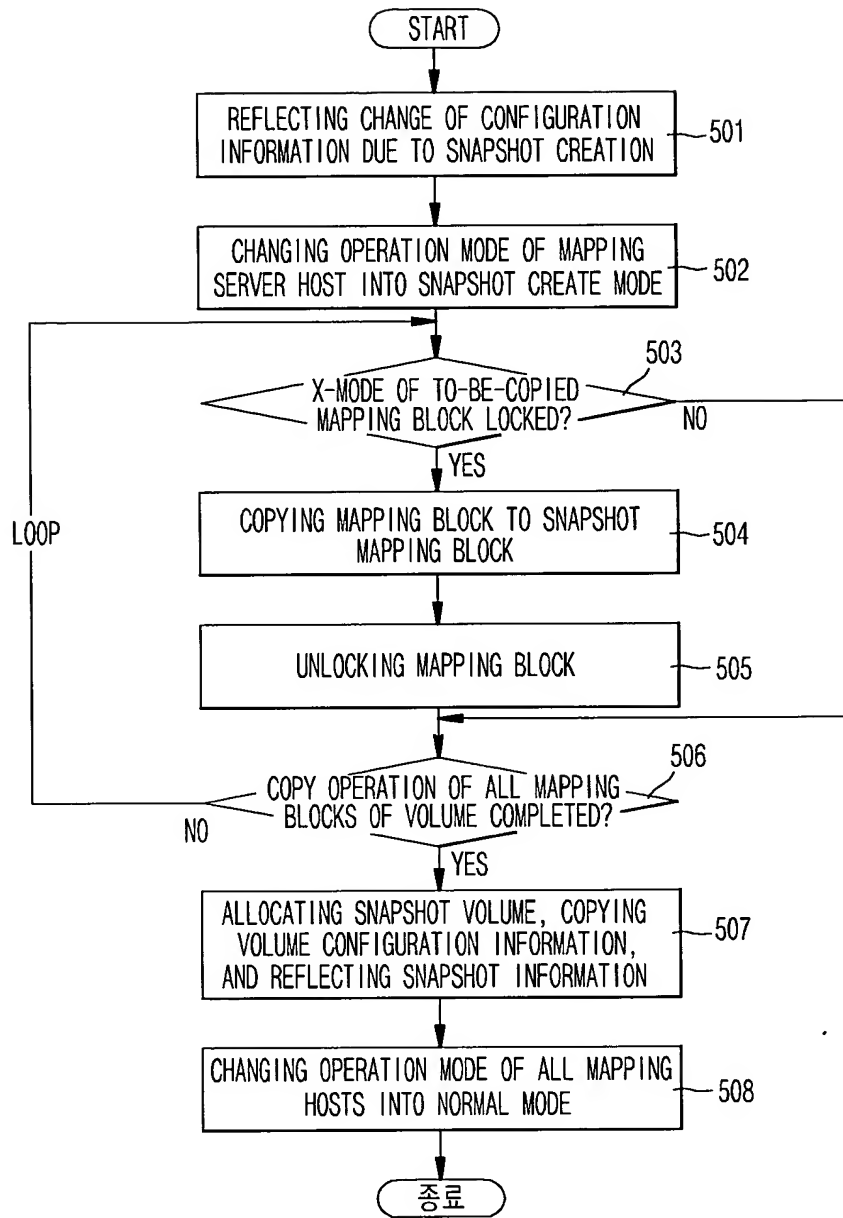 START
REFLECTING CHANGE OF CONFIGURATION
INFORMATION DUE TO SNAPSHOT CREATION
501
CHANGING OPERATION MODE OF MAPPING
SERVER HOST INTO SNAPSHOT CREATE MODE
502
503
X-MODE OF TO-BE-COPIED
MAPPING BLOCK LOCKED?
NO
YES
LOOP
COPYING MAPPING BLOCK TO SNAPSHOT
MAPPING BLOCK
504
UNLOCKING MAPPING BLOCK
505
506
COPY OPERATION OF ALL MAPPING
BLOCKS OF VOLUME COMPLETED?
NO
YES
ALLOCATING SNAPSHOT VOLUME, COPYING
VOLUME CONFIGURATION INFORMATION,
AND REFLECTING SNAPSHOT INFORMATION
507
CHANGING OPERATION MODE OF ALL MAPPING
HOSTS INTO NORMAL MODE
508
종료